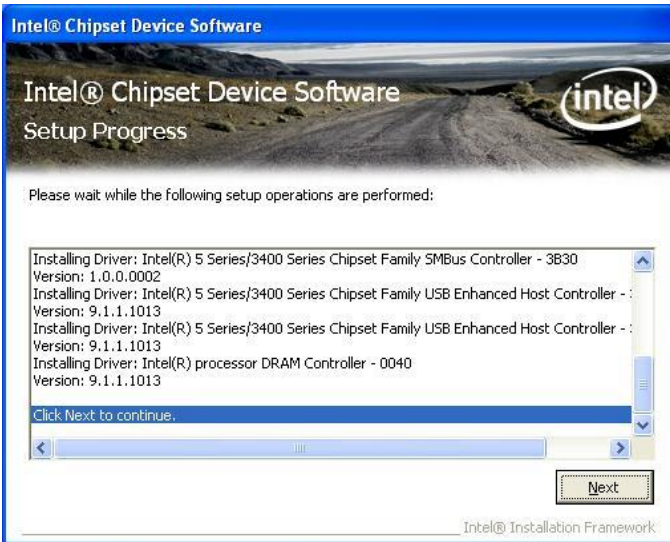 Intel® Chipset Device Software
Intel® Chipset Device Software
intel
Setup Progress
Please wait while the following setup operations are performed:
Installing Driver: Intel(R) 5 Series/3400 Series Chipset Family SMBus Controller - 3B30
Version: 1.0.0.0002
Installing Driver: Intel(R) 5 Series/3400 Series Chipset Family USB Enhanced Host Controller -
Version: 9.1.1.1013
Installing Driver: Intel(R) 5 Series/3400 Series Chipset Family USB Enhanced Host Controller -
Version: 9.1.1.1013
Installing Driver: Intel(R) processor DRAM Controller - 0040
Version: 9.1.1.1013
Click Next to continue.
Next
Intel® Installation Framework